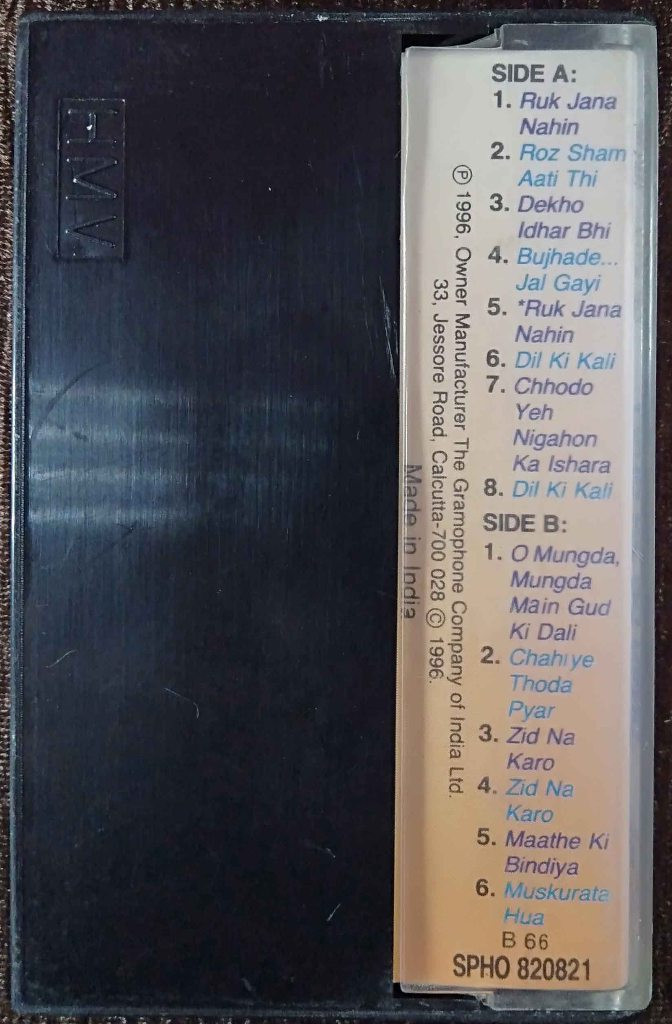 HMV
SIDE A:
1. Ruk Jana
Nahin
2. Roz Sham
Aati Thi
3. Dekho
Idhar Bhi
4. Bujhade...
Jal Gayi
5. *Ruk Jana
Nahin
6. Dil Ki Kali
7. Chhodo
Yeh
Nigahon
Ka Ishara
8. Dil Ki Kali
SIDE B:
1. O Mungda,
Mungda
Main Gud
Ki Dali
2. Chahiye
Thoda
Pyar
3. Zid Na
Karo
4. Zid Na
Karo
5. Maathe Ki
Bindiya
6. Muskurata
Hua
B 66
SPHO 820821
℗ 1996, Owner Manufacturer The Gramophone Company of India Ltd.
33, Jessore Road, Calcutta-700 028 © 1996.
Made in India